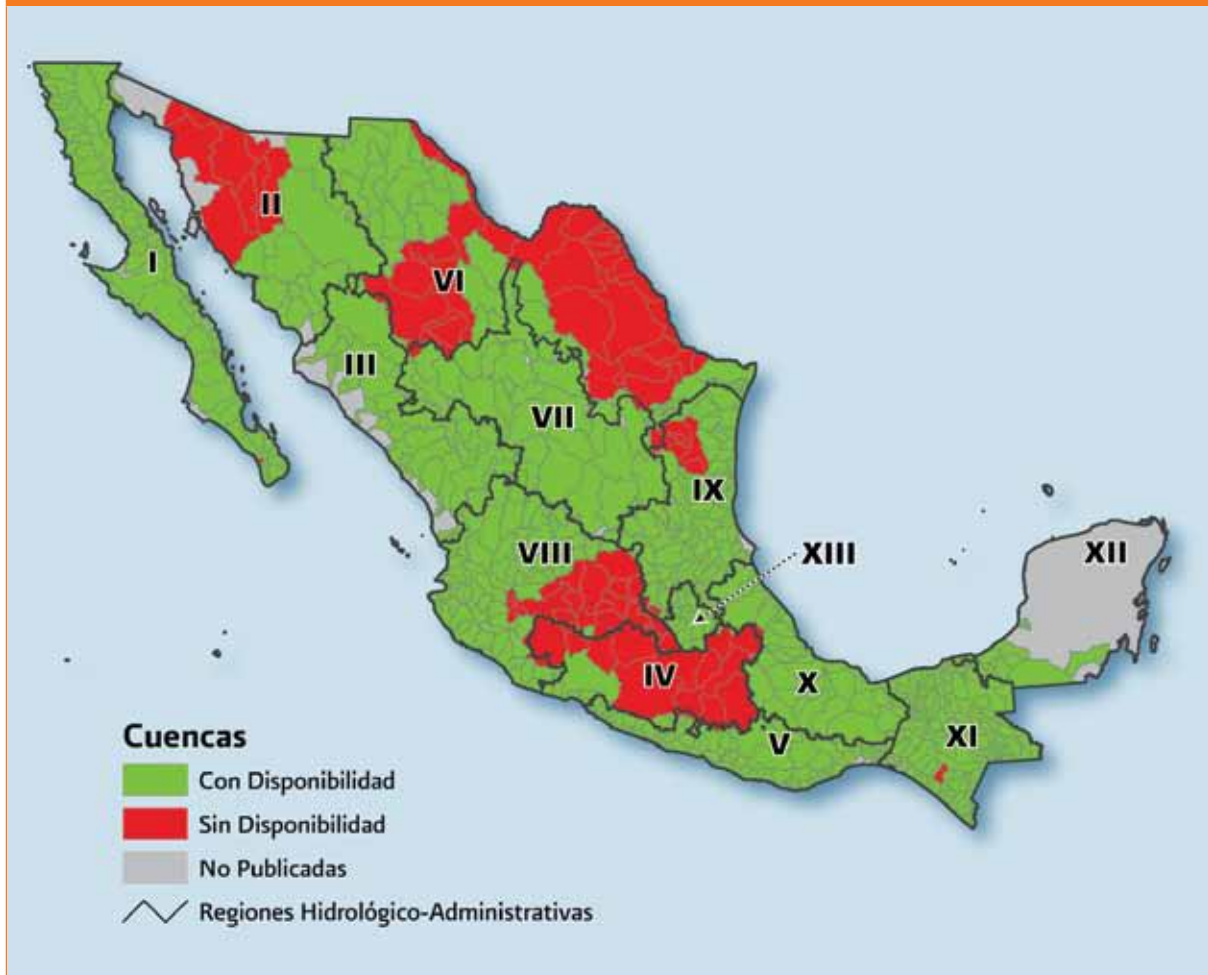 II
I
VI
III
VII
IX
VIII
XIII
XII
IV
X
V
XI
Cuencas
Con Disponibilidad
Sin Disponibilidad
No Publicadas
Regiones Hidrológico-Administrativas